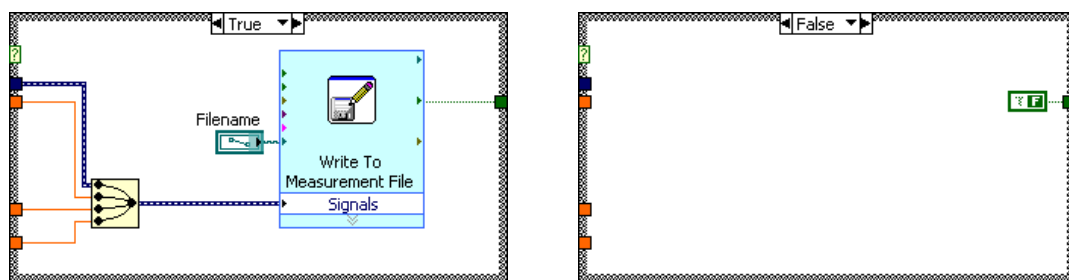 True
False
?
?
Filename
Write To
Measurement File
Signals
F